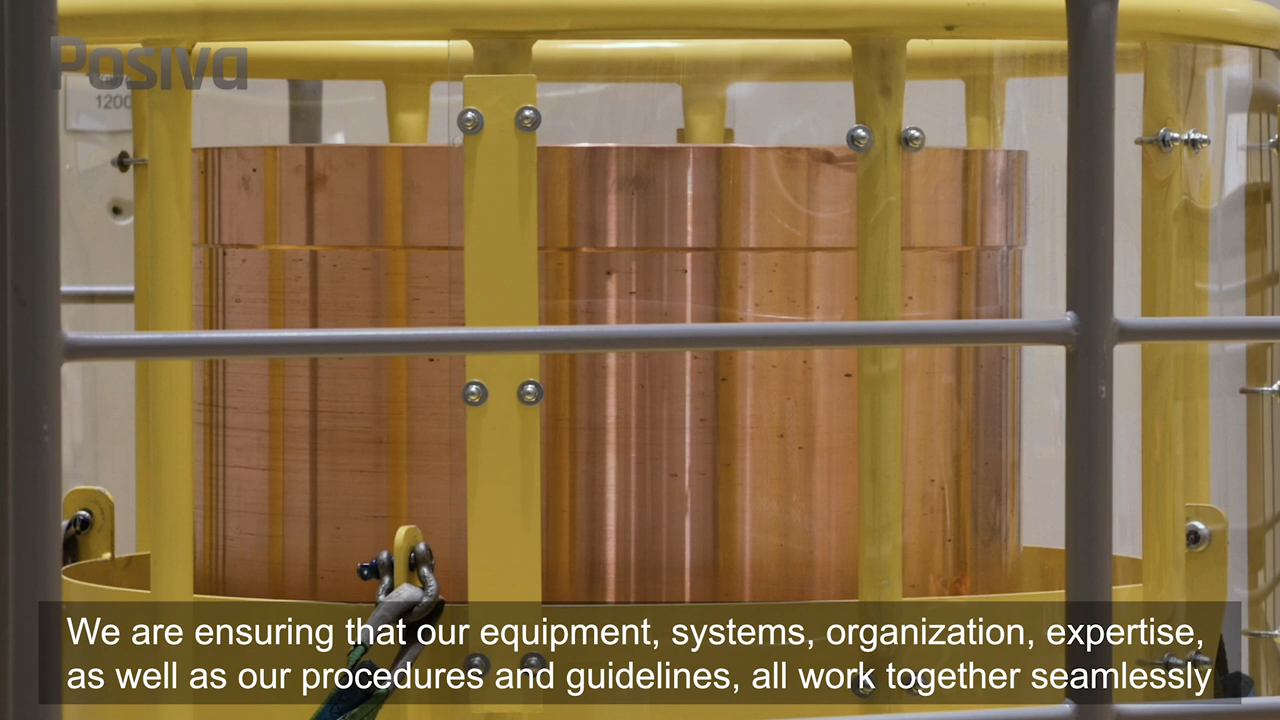 Posiva
1200
We are ensuring that our equipment, systems, organization, expertise,
as well as our procedures and guidelines, all work together seamlessly